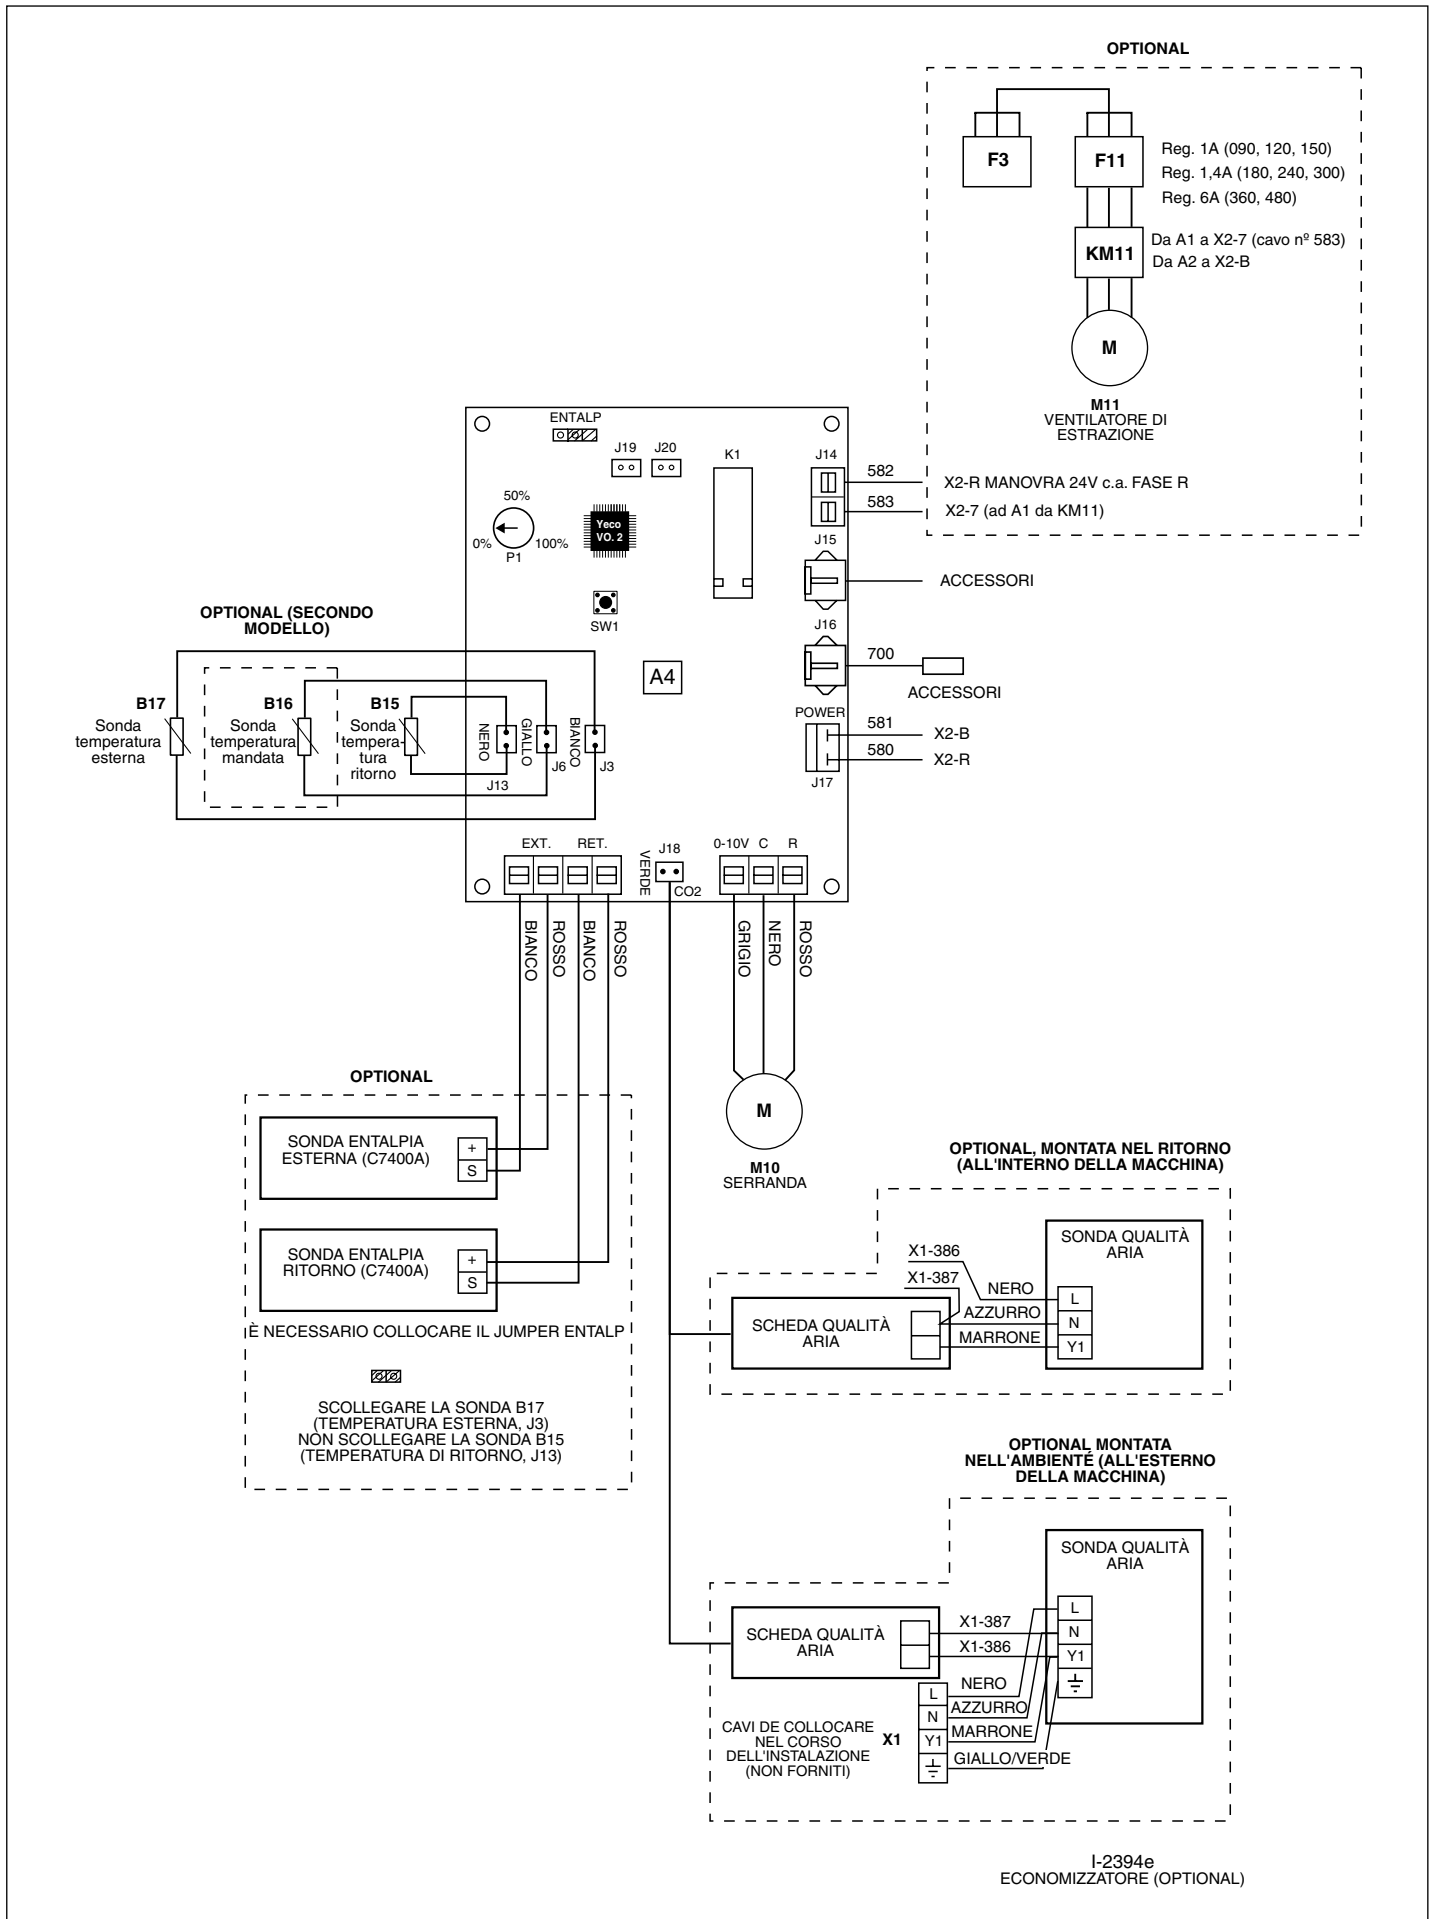 OPTIONAL
F3
F11
Reg. 1A (090, 120, 150)
Reg. 1,4A (180, 240, 300)
Reg. 6A (360, 480)
KM11
Da A1 a X2-7 (cavo nº 583)
Da A2 a X2-B
M
M11
VENTILATORE DI
ESTRAZIONE
582
X2-R MANOVRA 24V c.a. FASE R
583
X2-7 (ad A1 da KM11)
ENTALP
J19
J20
K1
J14
50%
0%
100%
P1
Yeco
VO. 2
SW1
J15
ACCESSORI
J16
700
ACCESSORI
A4
POWER
581
X2-B
580
X2-R
J17
OPTIONAL (SECONDO
MODELLO)
B17
Sonda
temperatura
esterna
B16
Sonda
temperatura
mandata
B15
Sonda
tempera-
tura
ritorno
NERO
GIALLO
BIANCO
J13
J6
J3
EXT.
RET.
VERDE
J18
CO2
0-10V
C
R
BIANCO
ROSSO
BIANCO
ROSSO
GRIGIO
NERO
ROSSO
M
M10
SERRANDA
OPTIONAL
SONDA ENTALPIA
ESTERNA (C7400A)
+
S
SONDA ENTALPIA
RITORNO (C7400A)
+
S
È NECESSARIO COLLOCARE IL JUMPER ENTALP
SCOLLEGARE LA SONDA B17
(TEMPERATURA ESTERNA, J3)
NON SCOLLEGARE LA SONDA B15
(TEMPERATURA DI RITORNO, J13)
OPTIONAL, MONTATA NEL RITORNO
(ALL'INTERNO DELLA MACCHINA)
SONDA QUALITÀ
ARIA
X1-386
X1-387
NERO
AZZURRO
MARRONE
L
N
Y1
SCHEDA QUALITÀ
ARIA
OPTIONAL MONTATA
NELL'AMBIENTÉ (ALL'ESTERNO
DELLA MACCHINA)
SONDA QUALITÀ
ARIA
L
N
Y1
SCHEDA QUALITÀ
ARIA
X1-387
X1-386
CAVI DE COLLOCARE
NEL CORSO
DELL'INSTALAZIONE
(NON FORNITI)
X1
L
N
Y1
NERO
AZZURRO
MARRONE
GIALLO/VERDE
I-2394e
ECONOMIZZATORE (OPTIONAL)